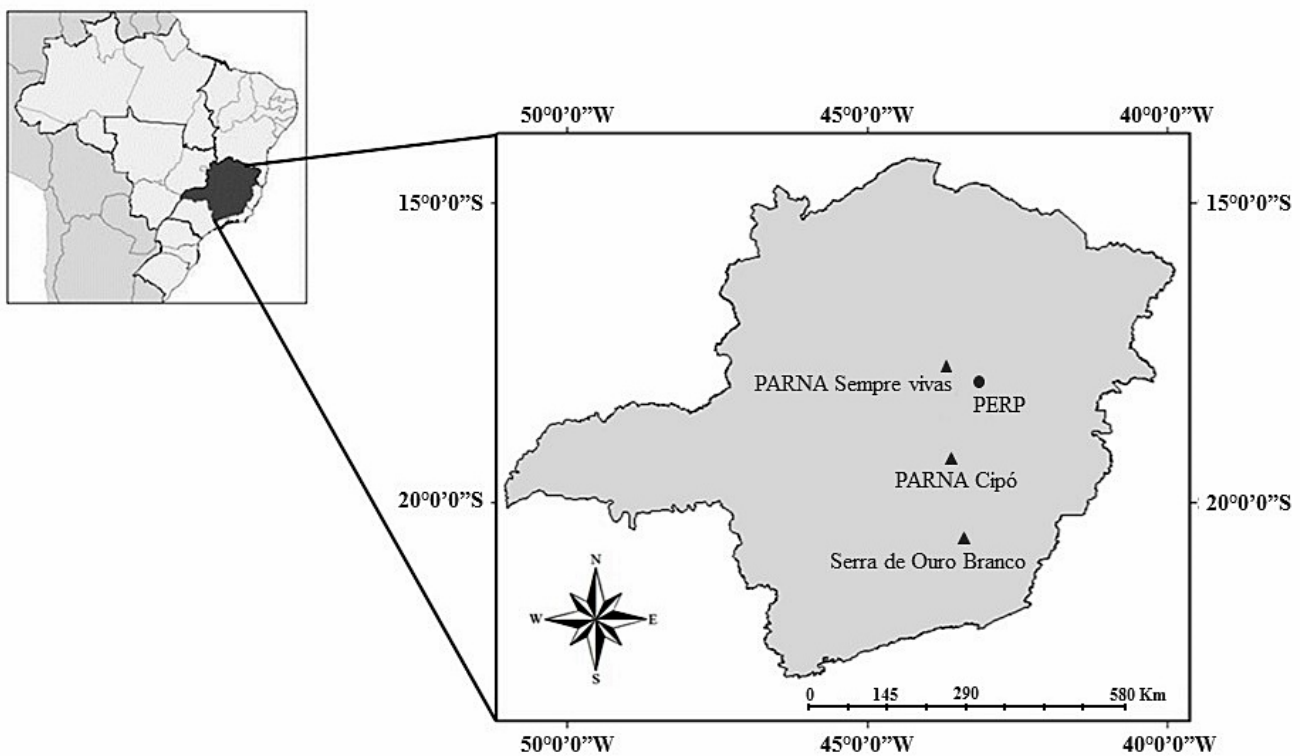 50°0'0”W 45°0'0”W 40°0'0”W
15°0'0”S 15°0'0”S
PARNA Sempre vivas
PERP
PARNA Cipó
20°0'0”S 20°0'0”S
Serra de Ouro Branco
N
W E
S
0 145 290 580 Km
50°0'0”W 45°0'0”W 40°0'0”W